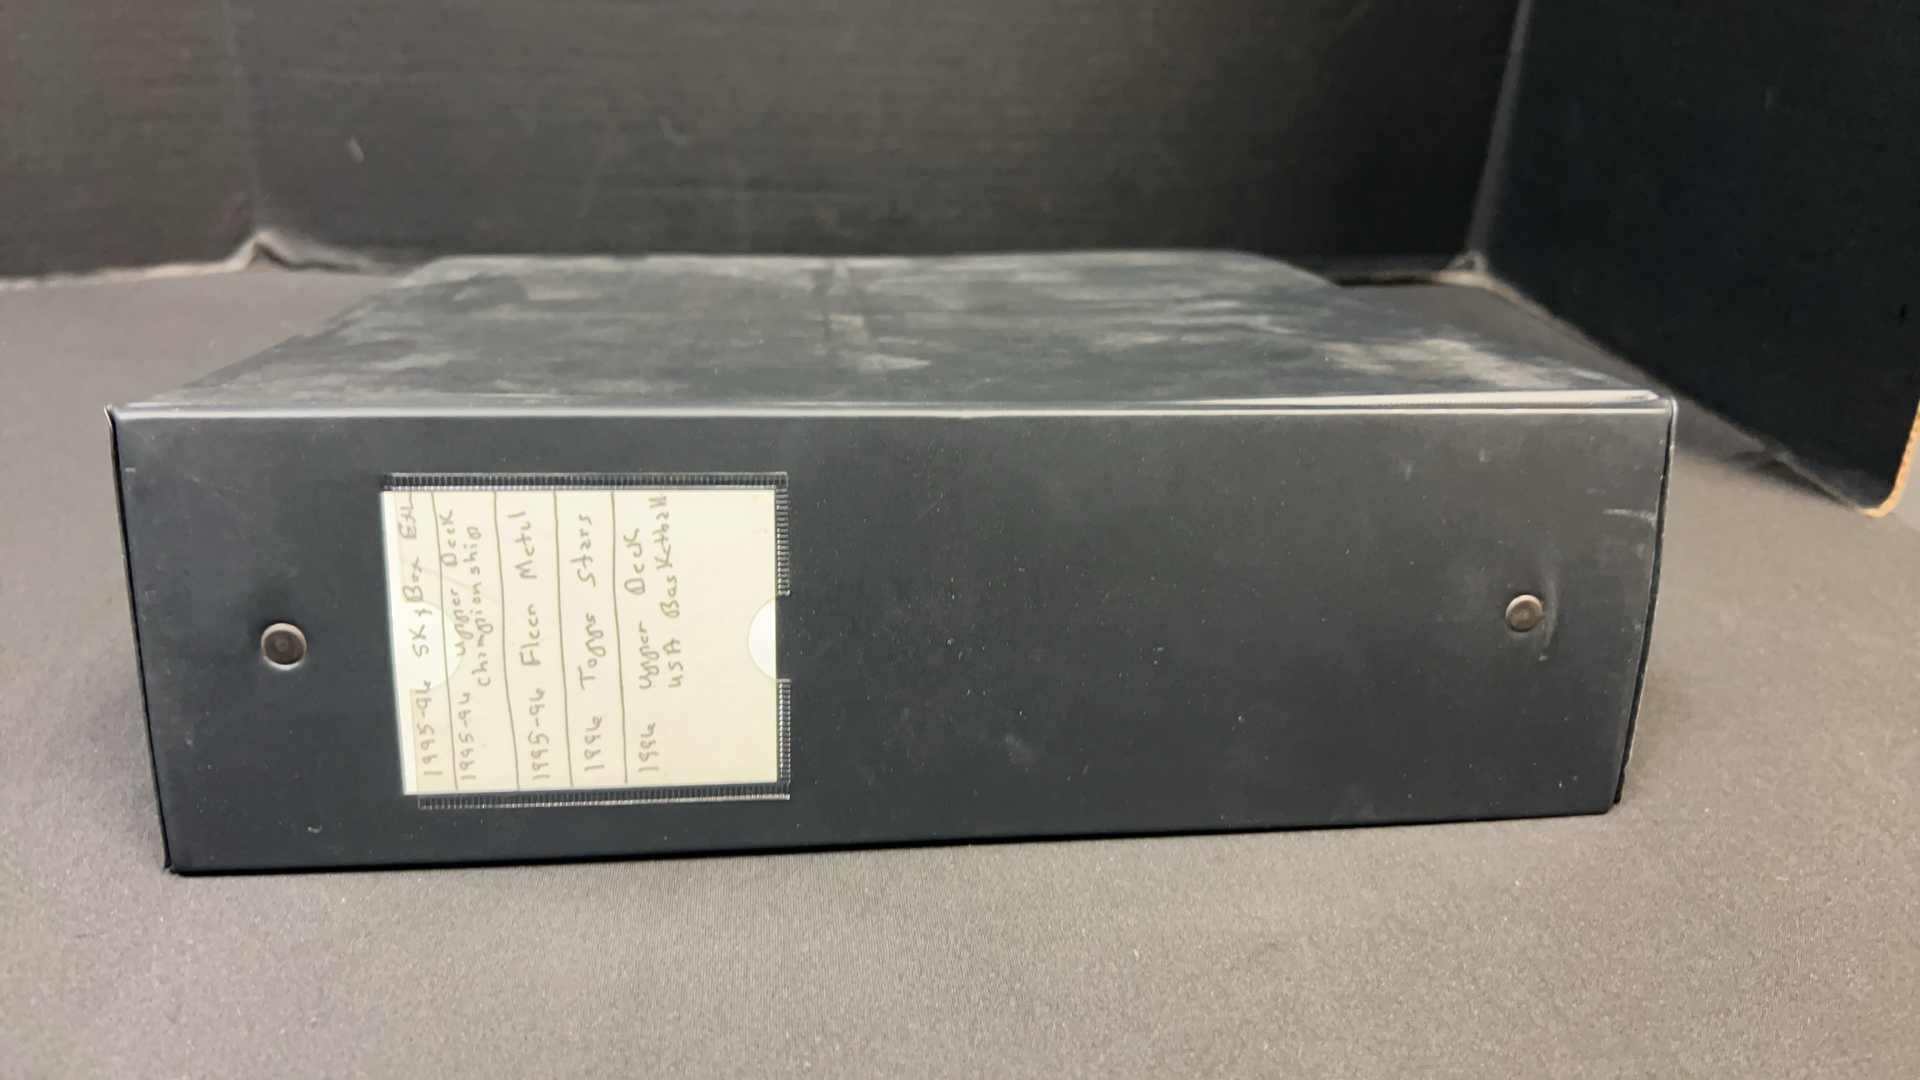 1995-96 SkyBox EXL
1995-96 Upper Deck
Championship
1995-96 Fleer Metal
1996 Topps Stars
1996 Upper Deck
USA Basketball